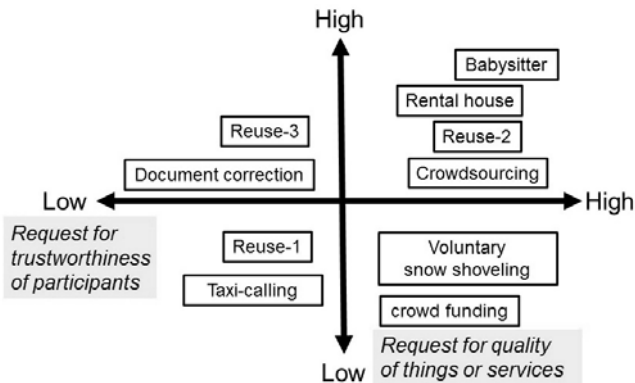 High
Babysitter
Rental house
Reuse-3
Reuse-2
Document correction
Crowdsourcing
Low
High
Request for
trustworthiness
of participants
Reuse-1
Voluntary
snow shoveling
Taxi-calling
crowd funding
Low
Request for quality
of things or services